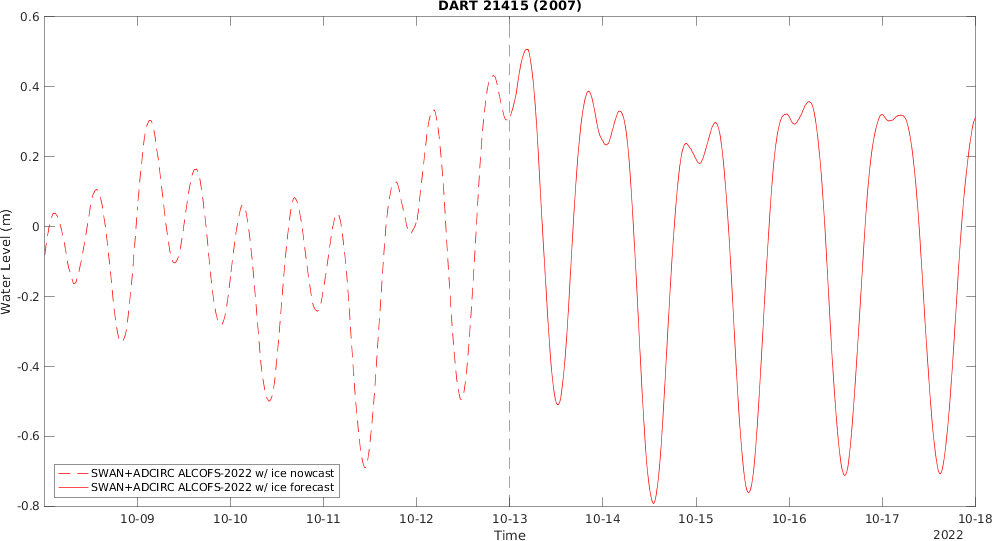 DART 21415 (2007)
0.6
0.4
0.2
0
-0.2
-0.4
-0.6
-0.8
Water Level (m)
SWAN+ADCIRC ALCOFS-2022 w/ ice nowcast
SWAN+ADCIRC ALCOFS-2022 w/ ice forecast
10-09 10-10 10-11 10-12 10-13 10-14 10-15 10-16 10-17 10-18
Time
2022